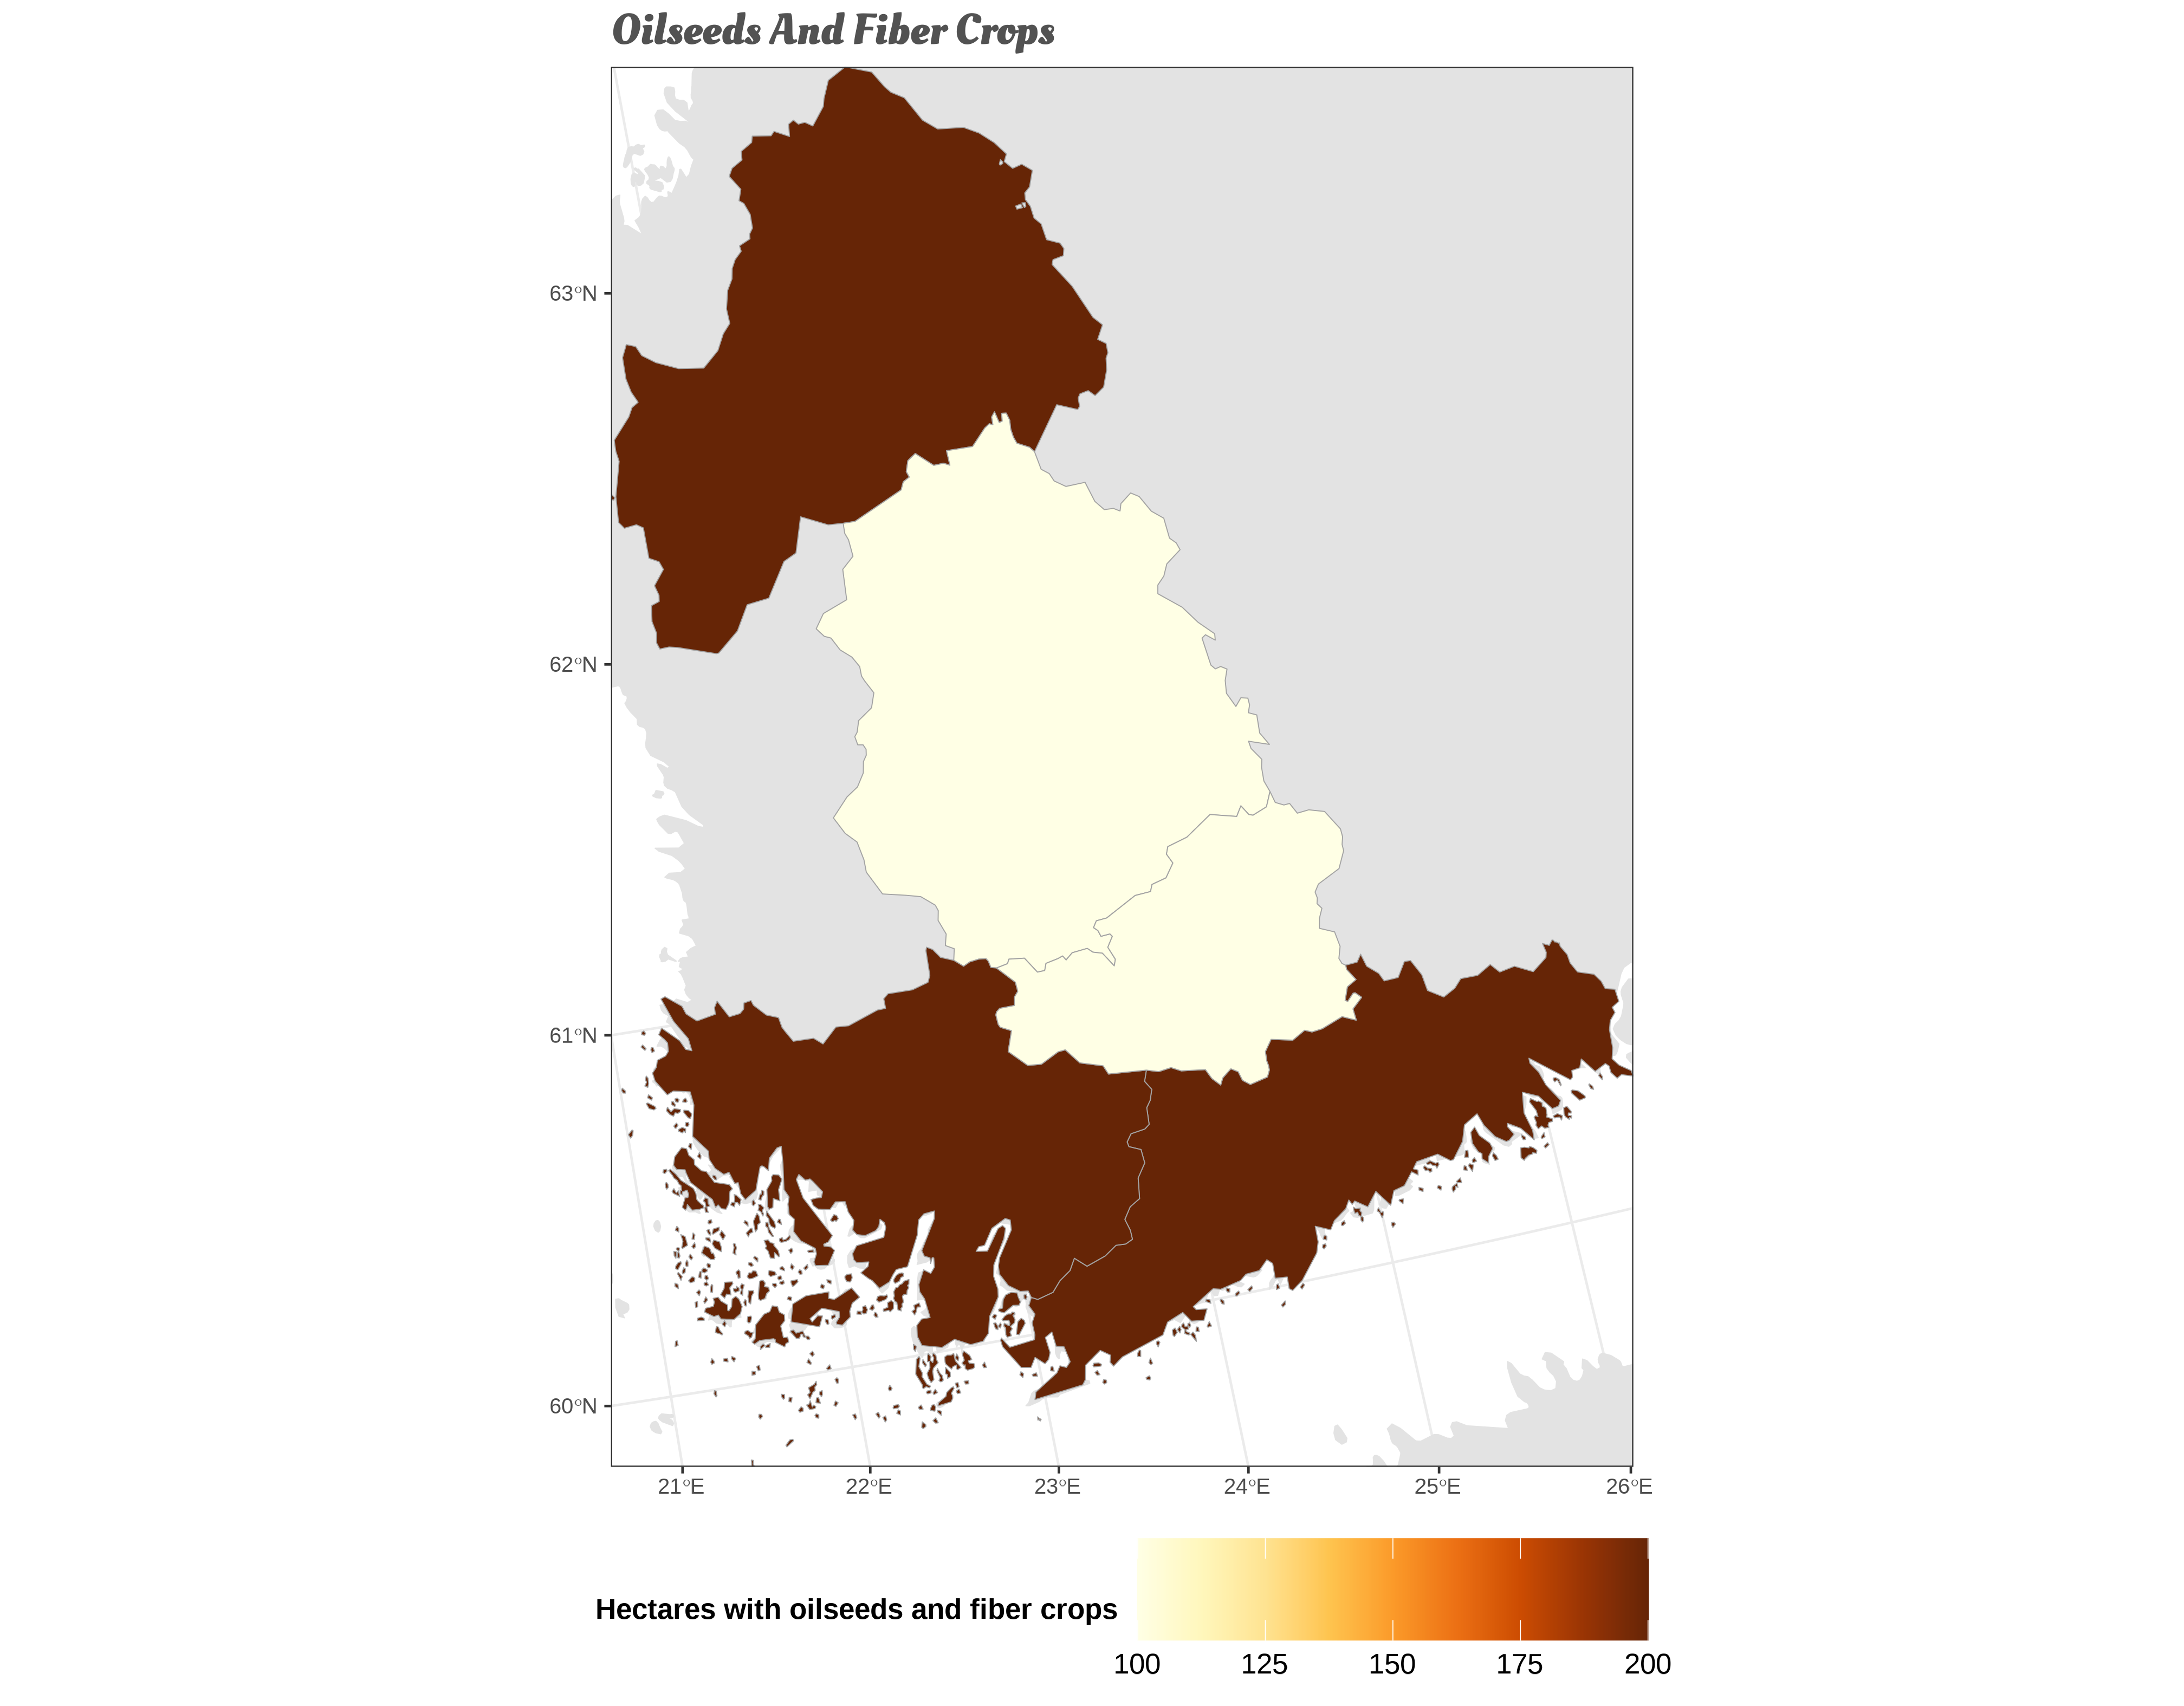 Oilseeds And Fiber Crops
63°N
62°N
61°N
60°N
21°E 22°E 23°E 24°E 25°E 26°E
Hectares with oilseeds and fiber crops
100 125 150 175 200